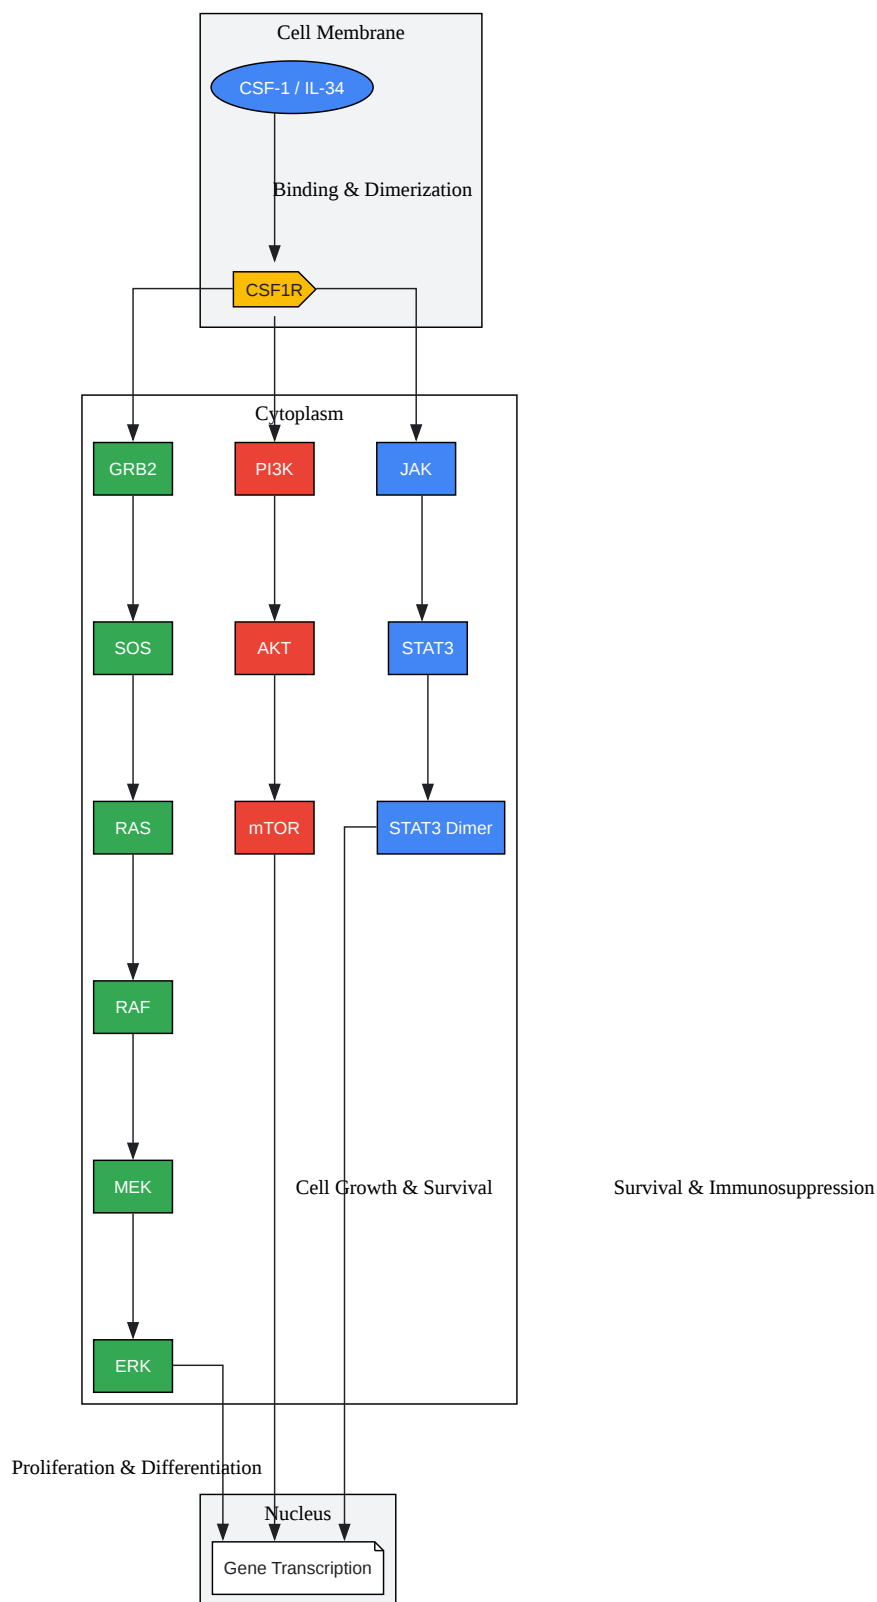 Cell Membrane
CSF-1 / IL-34
Binding & Dimerization
CSF1R
Cytoplasm
GRB2
PI3K
JAK
SOS
AKT
STAT3
RAS
mTOR
STAT3 Dimer
RAF
MEK
Cell Growth & Survival
Survival & Immunosuppression
ERK
Proliferation & Differentiation
Nucleus
Gene Transcription